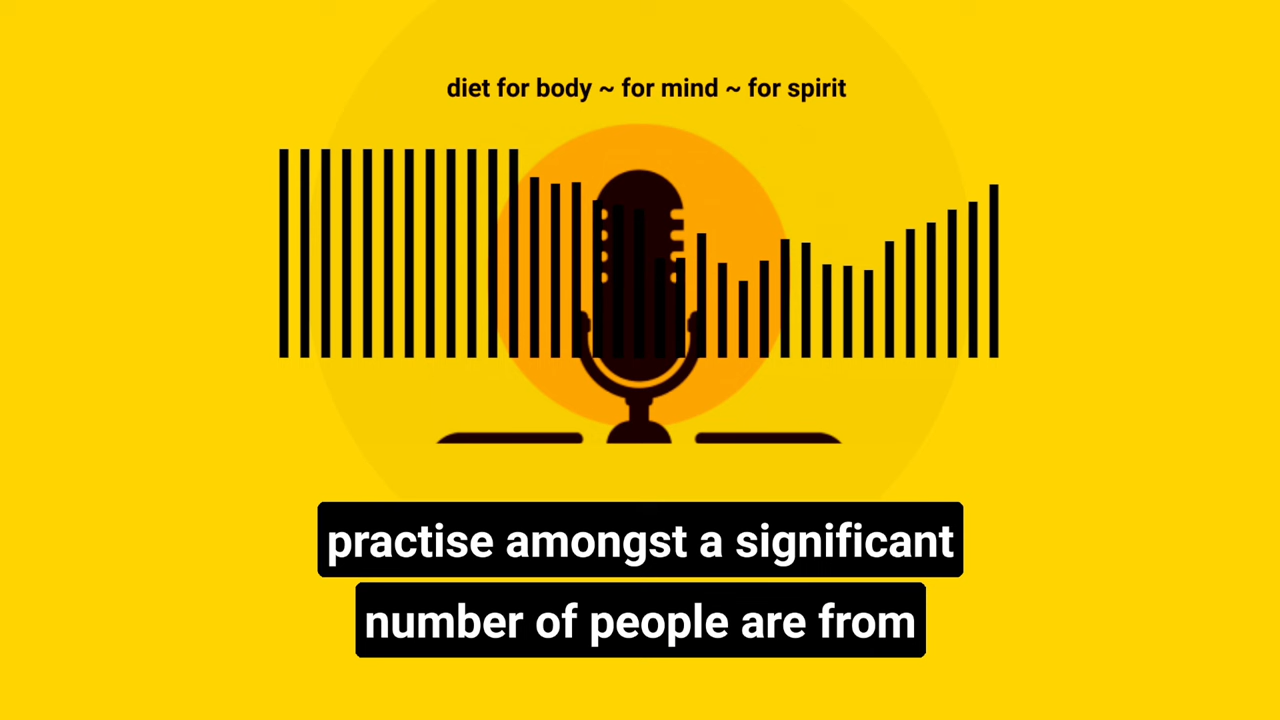 diet for body ~ for mind ~ for spirit
practise amongst a significant
number of people are from